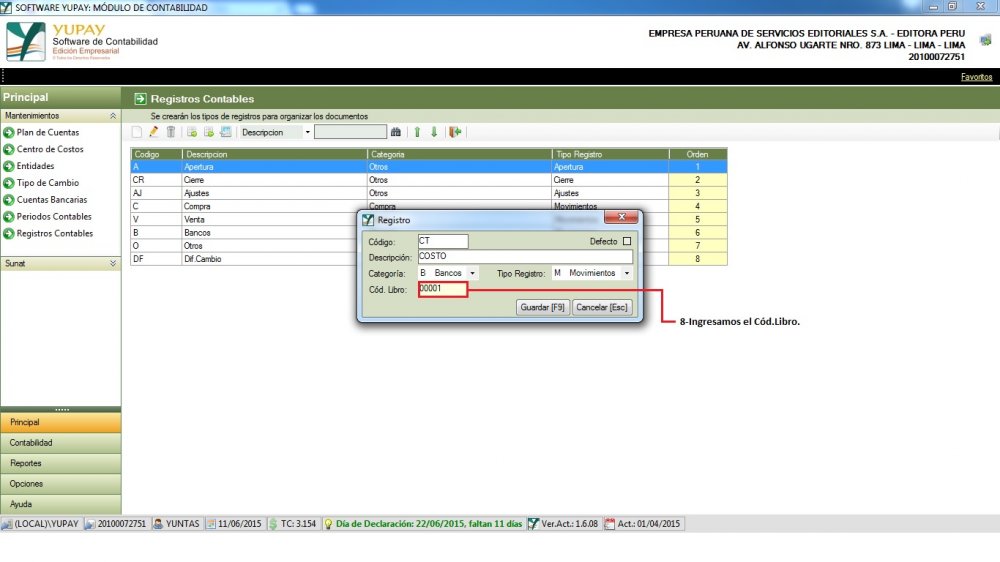 SOFTWARE YUPAY: MÓDULO DE CONTABILIDAD
YUPAY
Software de Contabilidad
Edición Empresarial
EMPRESA PERUANA DE SERVICIOS EDITORIALES S.A. - EDITORA PERU
AV. ALFONSO UGARTE NRO. 873 LIMA - LIMA - LIMA
20100072751
Favoritos
Principal
Mantenimientos
Plan de Cuentas
Centro de Costos
Entidades
Tipo de Cambio
Cuentas Bancarias
Periodos Contables
Registros Contables
Sunat
Principal
Contabilidad
Reportes
Opciones
Ayuda
Registros Contables
Se crearán los tipos de registros para organizar los documentos
Descripcion
Codigo Descripcion Categoria Tipo Registro Orden
A Apertura Otros Apertura 1
CR Cierre Otros Cierre 2
AJ Ajustes Otros Ajustes 3
C Compra Compra Movimientos 4
V Venta 5
B Bancos 6
O Otros 7
DF Dif.Cambio 8
Registro
Código: CT Defecto
Descripción: COSTO
Categoría: B Bancos Tipo Registro: M Movimientos
Cód. Libro: 00001
Guardar [F9] Cancelar [Esc]
8-Ingresamos el Cód.Libro.
(LOCAL)\YUPAY 20100072751 YUNTAS 11/06/2015 TC: 3.154 Día de Declaración: 22/06/2015, faltan 11 días Ver.Act.: 1.6.08 Act.: 01/04/2015